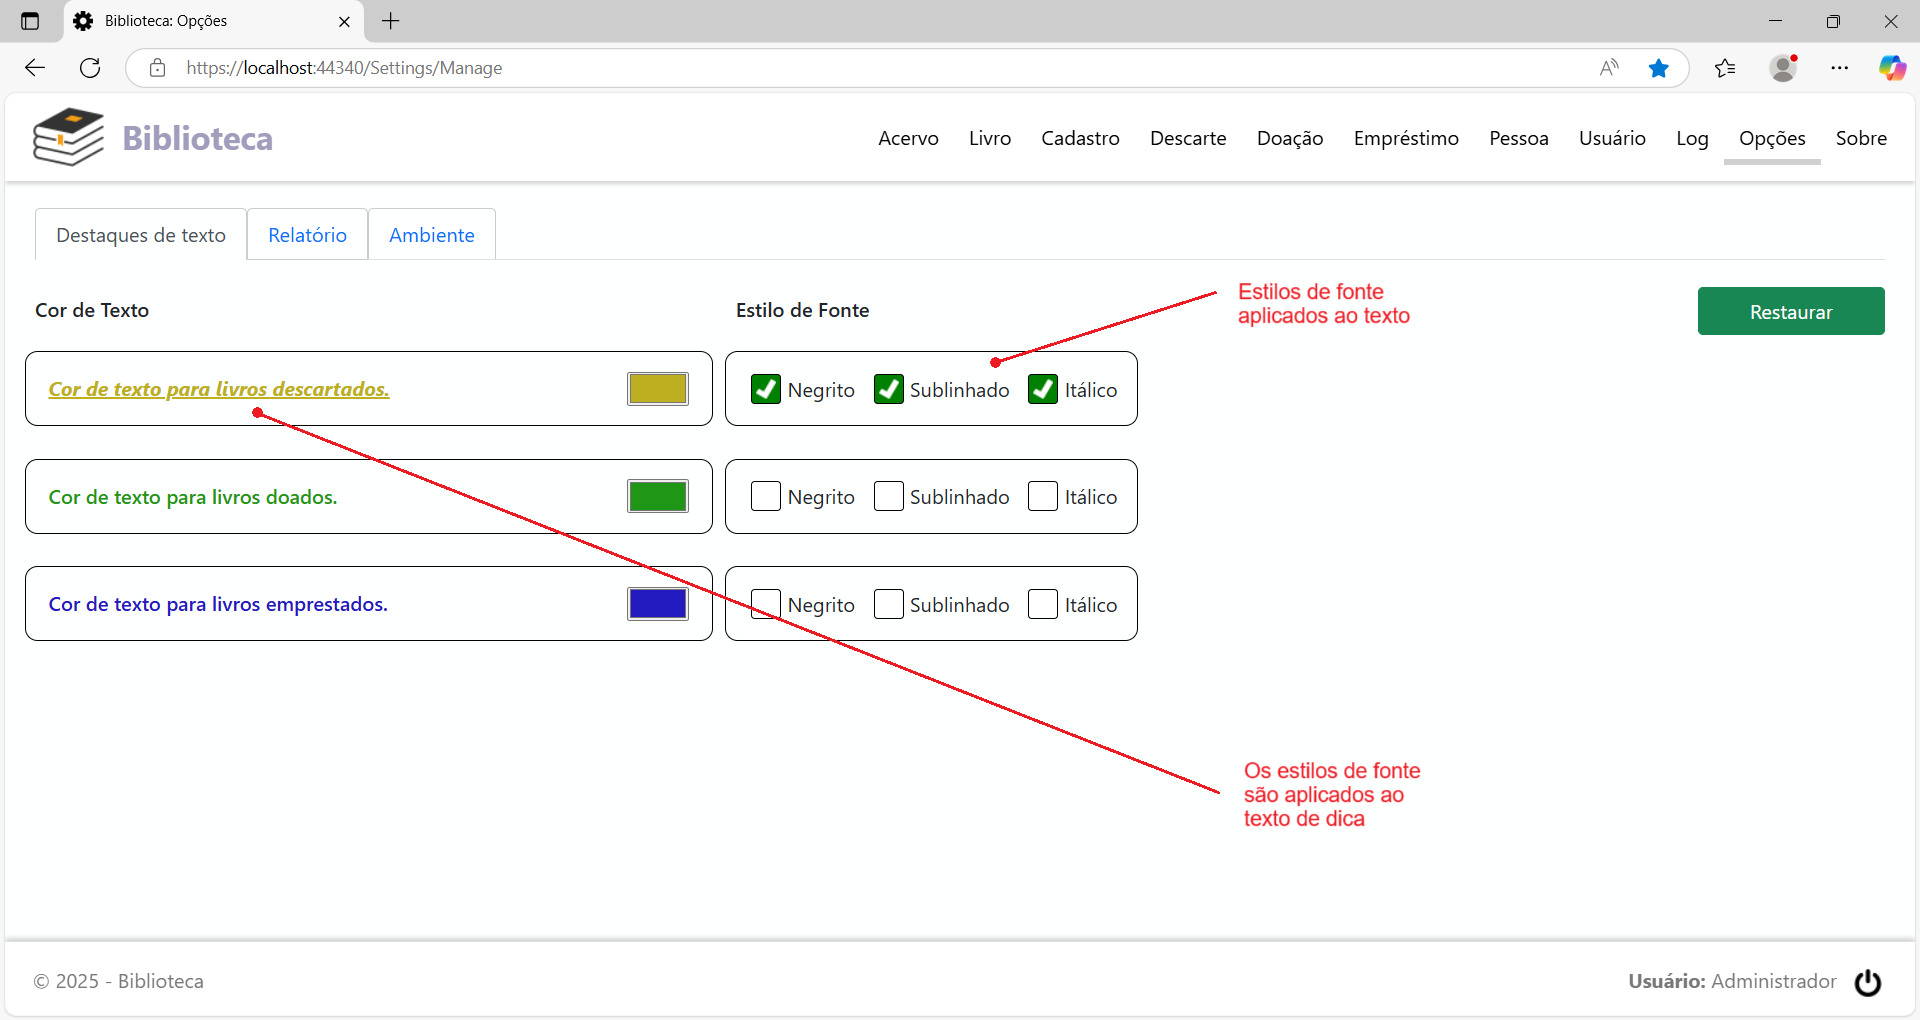 Biblioteca: Opções
https://localhost:44340/Settings/Manage
Biblioteca
Acervo Livro Cadastro Descarte Doação Empréstimo Pessoa Usuário Log Opções Sobre
Destaques de texto Relatório Ambiente
Cor de Texto Estilo de Fonte
Estilos de fonte
aplicados ao texto
Restaurar
Cor de texto para livros descartados. Negrito Sublinhado Itálico
Cor de texto para livros doados. Negrito Sublinhado Itálico
Cor de texto para livros emprestados. Negrito Sublinhado Itálico
Os estilos de fonte
são aplicados ao
texto de dica
© 2025 - Biblioteca Usuário: Administrador